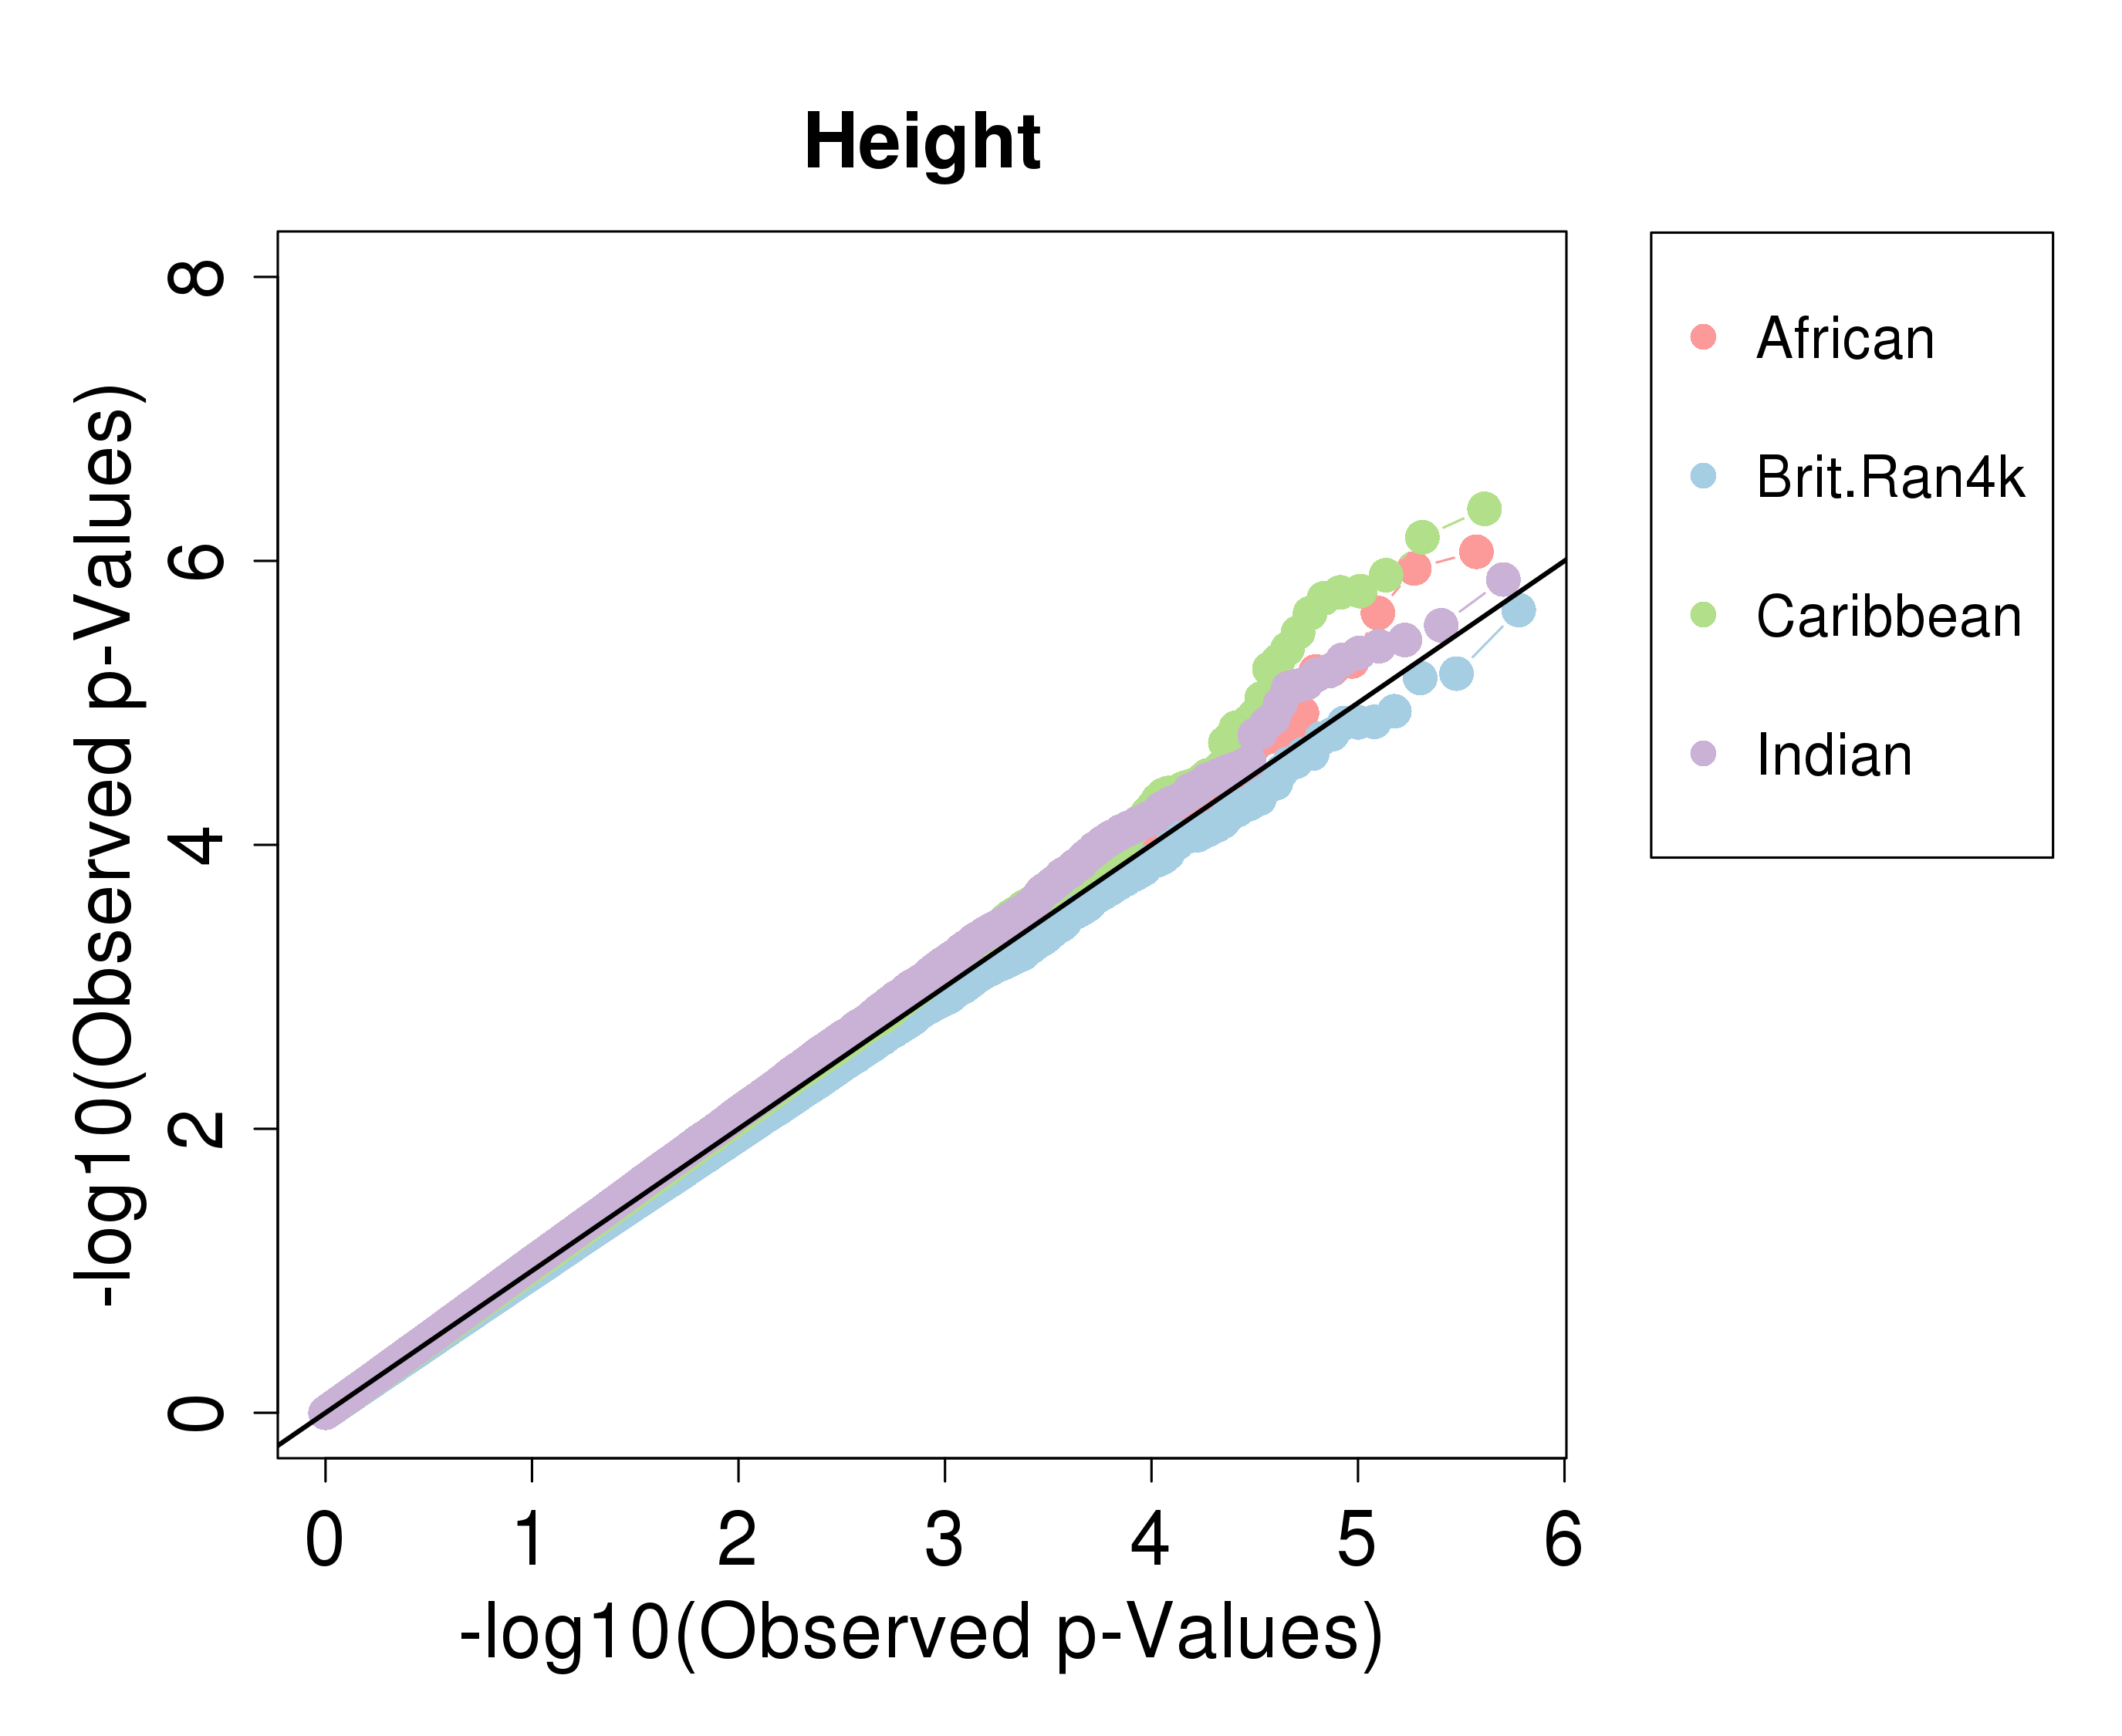 Height
-log10(Observed p-Values)
8
6
4
2
0
0 1 2 3 4 5 6
-log10(Observed p-Values)
African
Brit.Ran4k
Caribbean
Indian